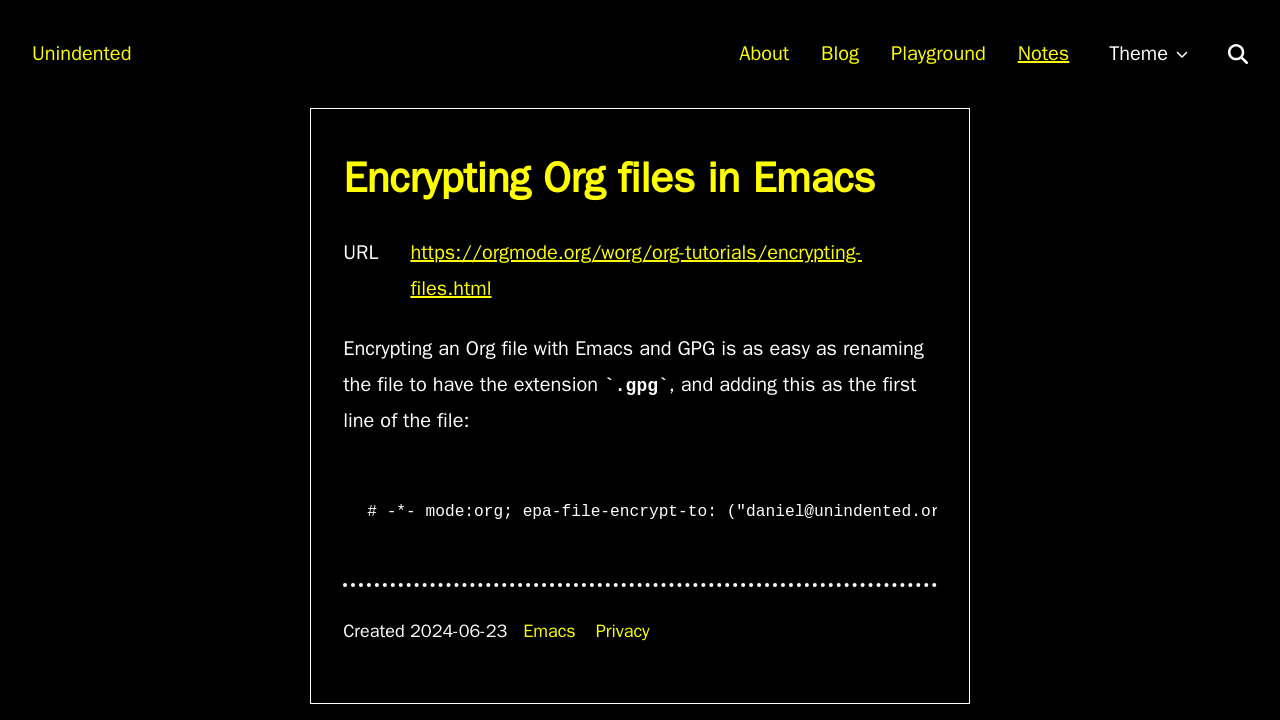 Unindented
About Blog Playground Notes Theme
Encrypting Org files in Emacs
URL https://orgmode.org/worg/org-tutorials/encrypting-
files.html
Encrypting an Org file with Emacs and GPG is as easy as renaming
the file to have the extension `.gpg`, and adding this as the first
line of the file:
# -*- mode:org; epa-file-encrypt-to: ("daniel@unindented.or
Created 2024-06-23 Emacs Privacy